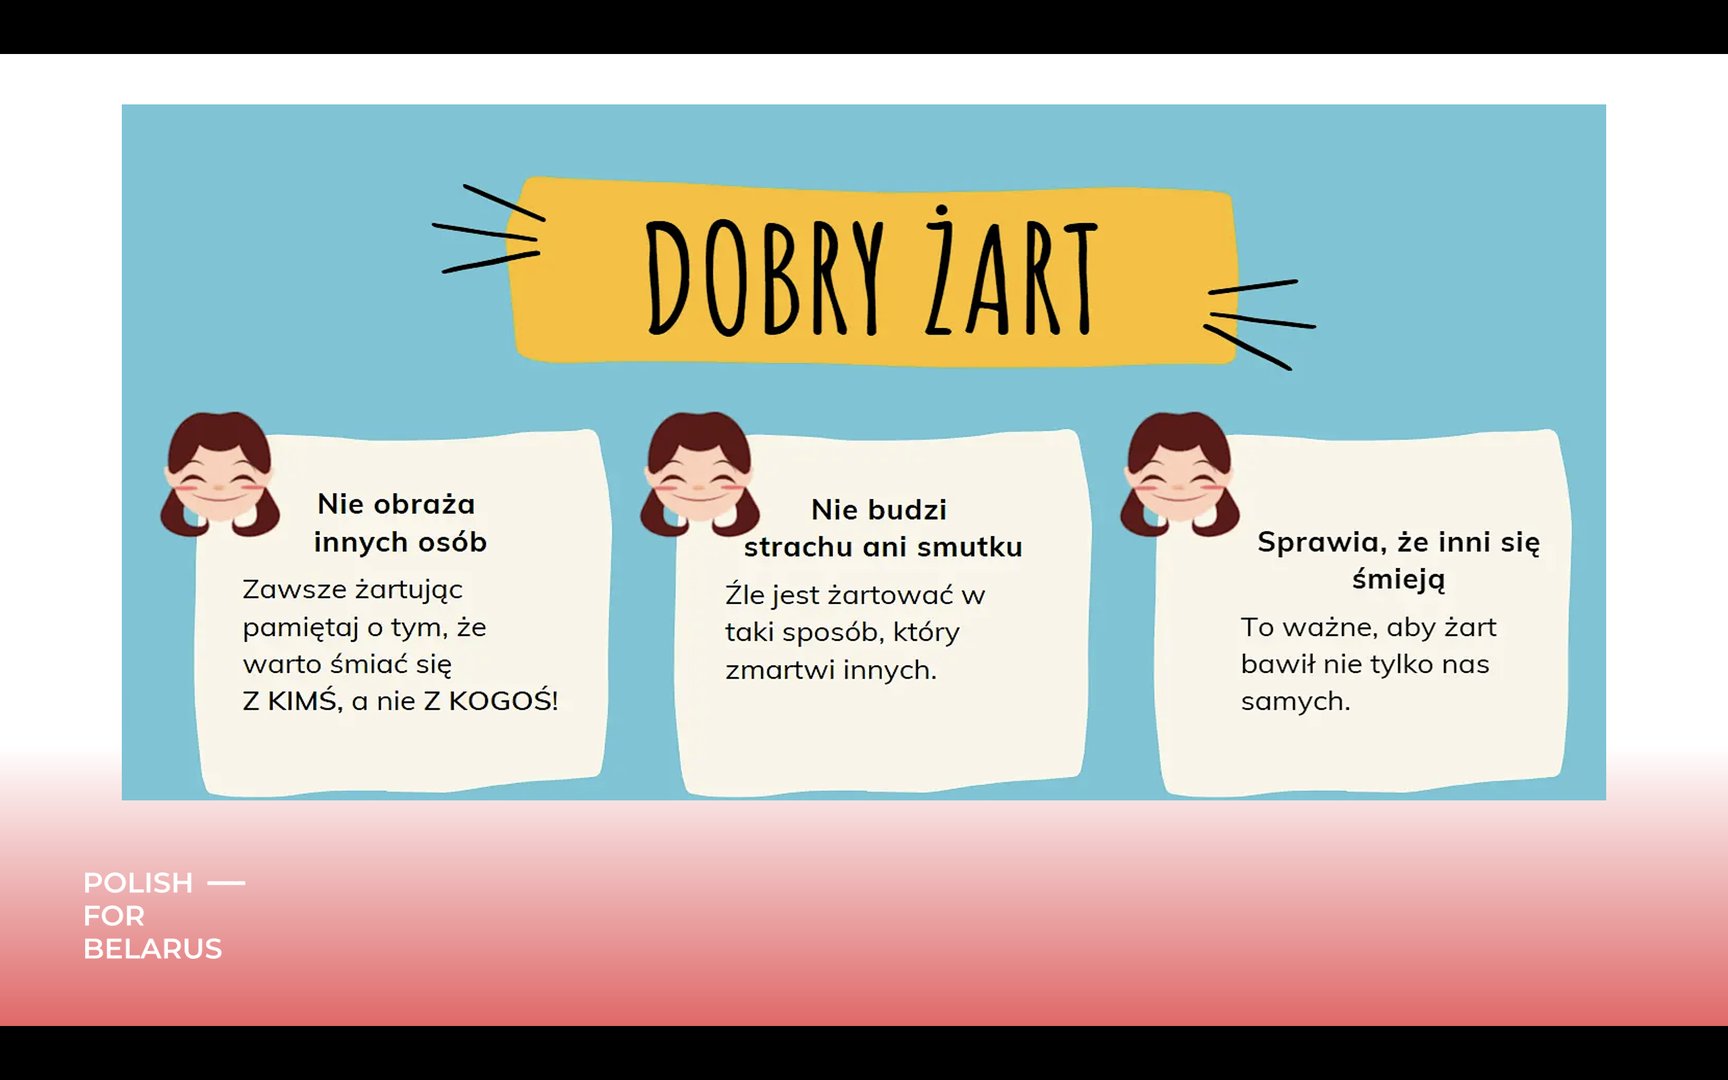 DOBRY ŻART
Nie obraża
innych osób
Zawsze żartując
pamiętaj o tym, że
warto śmiać się
Z KIMŚ, a nie Z KOGOŚ!
Nie budzi
strachu ani smutku
Źle jest żartować w
taki sposób, który
zmartwi innych.
Sprawia, że inni się
śmieją
To ważne, aby żart
bawił nie tylko nas
samych.
POLISH —
FOR
BELARUS